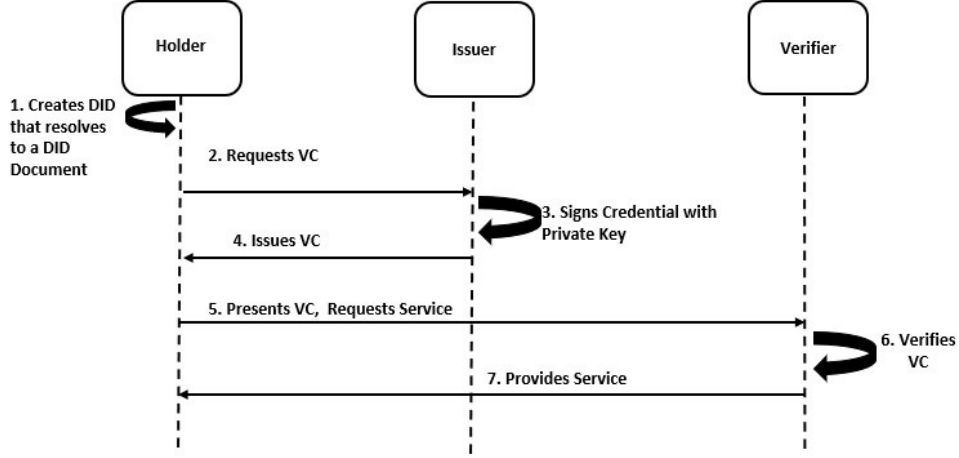 Holder
Issuer
Verifier
1. Creates DID
that resolves
to a DID
Document
2. Requests VC
3. Signs Credential with
Private Key
4. Issues VC
5. Presents VC,  Requests Service
6. Verifies
VC
7. Provides Service